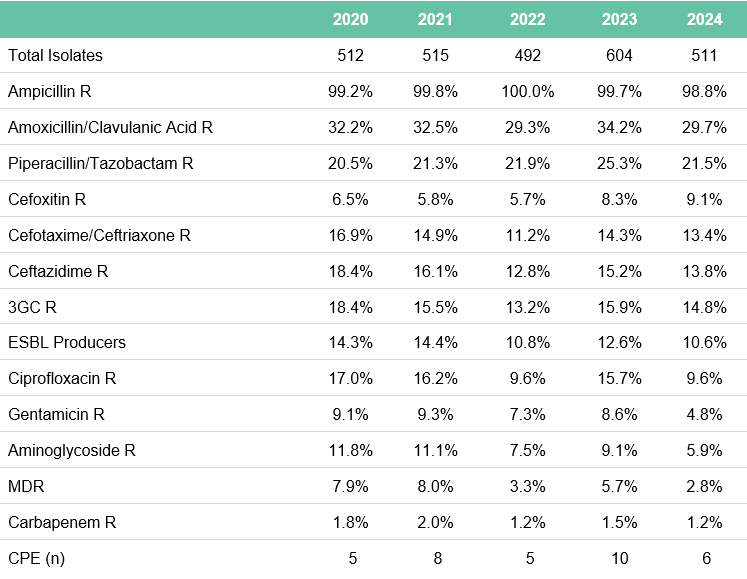 2020 2021 2022 2023 2024
Total Isolates 512 515 492 604 511
Ampicillin R 99.2% 99.8% 100.0% 99.7% 98.8%
Amoxicillin/Clavulanic Acid R 32.2% 32.5% 29.3% 34.2% 29.7%
Piperacillin/Tazobactam R 20.5% 21.3% 21.9% 25.3% 21.5%
Cefoxitin R 6.5% 5.8% 5.7% 8.3% 9.1%
Cefotaxime/Ceftriaxone R 16.9% 14.9% 11.2% 14.3% 13.4%
Ceftazidime R 18.4% 16.1% 12.8% 15.2% 13.8%
3GC R 18.4% 15.5% 13.2% 15.9% 14.8%
ESBL Producers 14.3% 14.4% 10.8% 12.6% 10.6%
Ciprofloxacin R 17.0% 16.2% 9.6% 15.7% 9.6%
Gentamicin R 9.1% 9.3% 7.3% 8.6% 4.8%
Aminoglycoside R 11.8% 11.1% 7.5% 9.1% 5.9%
MDR 7.9% 8.0% 3.3% 5.7% 2.8%
Carbapenem R 1.8% 2.0% 1.2% 1.5% 1.2%
CPE (n) 5 8 5 10 6